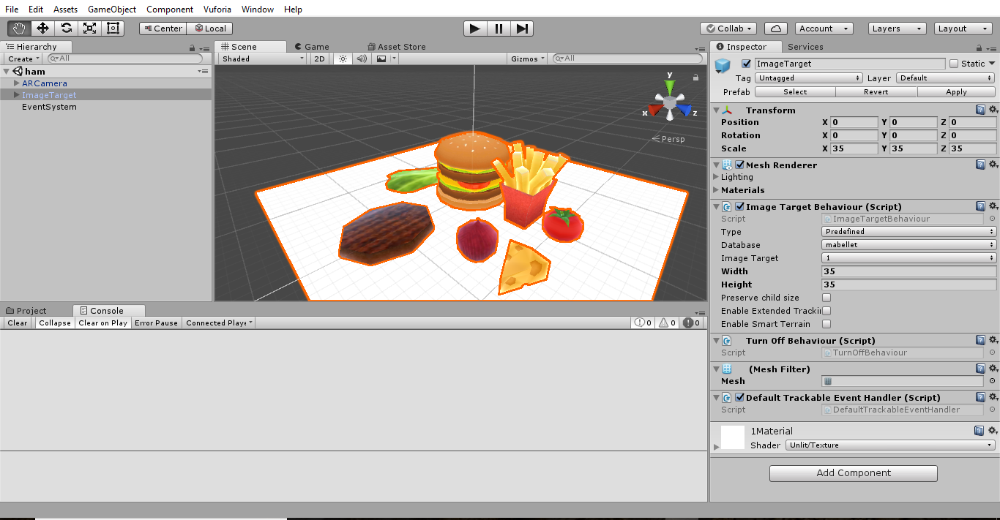 File Edit Assets GameObject Component Vuforia Window Help
Center Local Collab Account Layers Layout
Hierarchy
Create All
ham
ARCamera
ImageTarget
EventSystem
Scene Game Asset Store
Shaded 2D Gizmos All
y
x z
Persp
Project Console
Clear Collapse Clear on Play Error Pause Connected Playe 0 0 0
Inspector Services
ImageTarget Static
Tag Untagged Layer Default
Prefab Select Revert Apply
Transform
Position X 0 Y 0 Z 0
Rotation X 0 Y 0 Z 0
Scale X 35 Y 35 Z 35
Mesh Renderer
Lighting
Materials
Image Target Behaviour (Script)
Script ImageTargetBehaviour
Type Predefined
Database mabellet
Image Target 1
Width 35
Height 35
Preserve child size
Enable Extended Trackin
Enable Smart Terrain
Turn Off Behaviour (Script)
Script TurnOffBehaviour
(Mesh Filter)
Mesh
Default Trackable Event Handler (Script)
Script DefaultTrackableEventHandler
1Material
Shader Unlit/Texture
Add Component